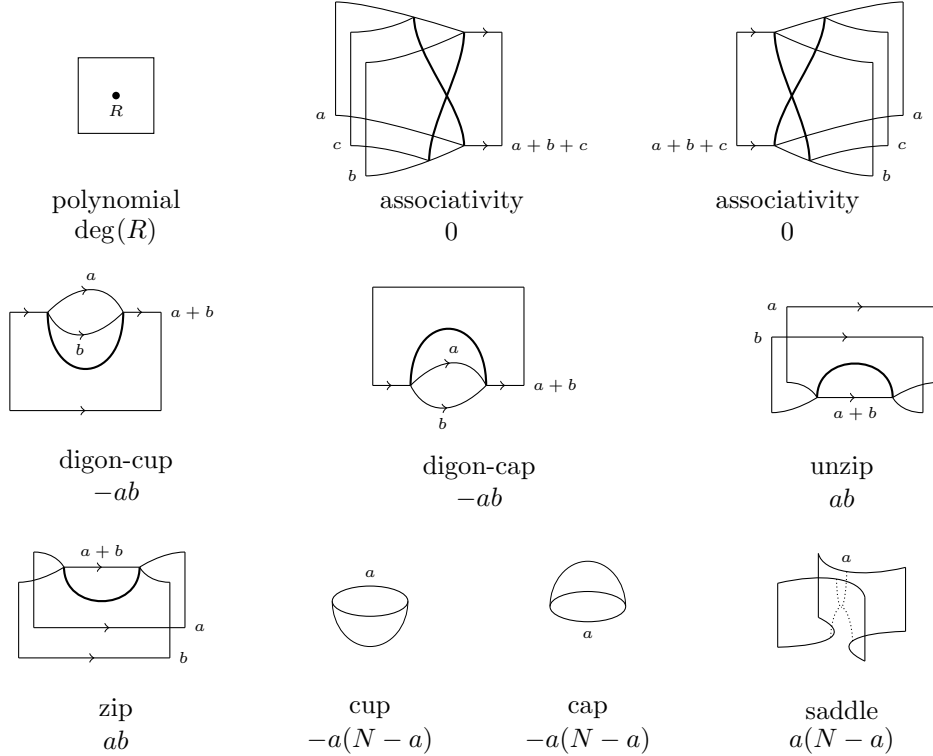 R
a
c
b
a + b + c
a + b + c
a
c
b
polynomial
deg(R)
associativity
0
associativity
0
a
b
a + b
a
b
a + b
a
b
a + b
digon-cup
−ab
digon-cap
−ab
unzip
ab
a + b
a
b
a
a
a
zip
ab
cup
−a(N − a)
cap
−a(N − a)
saddle
a(N − a)